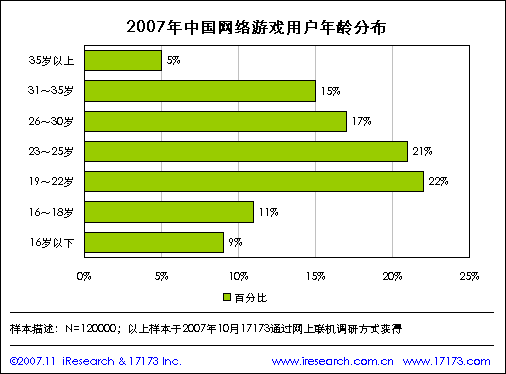 2007年中国网络游戏用户年龄分布
35岁以上 5%
31～35岁 15%
26～30岁 17%
23～25岁 21%
19～22岁 22%
16～18岁 11%
16岁以下 9%
0% 5% 10% 15% 20% 25%
百分比
样本描述：N=120000；以上样本于2007年10月17173通过网上联机调研方式获得
©2007.11 iResearch & 17173 Inc. www.iresearch.com.cn www.17173.com